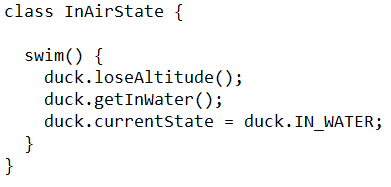 class InAirState {
  swim() {
    duck.loseAltitude();
    duck.getInWater();
    duck.currentState = duck.IN_WATER;
  }
}